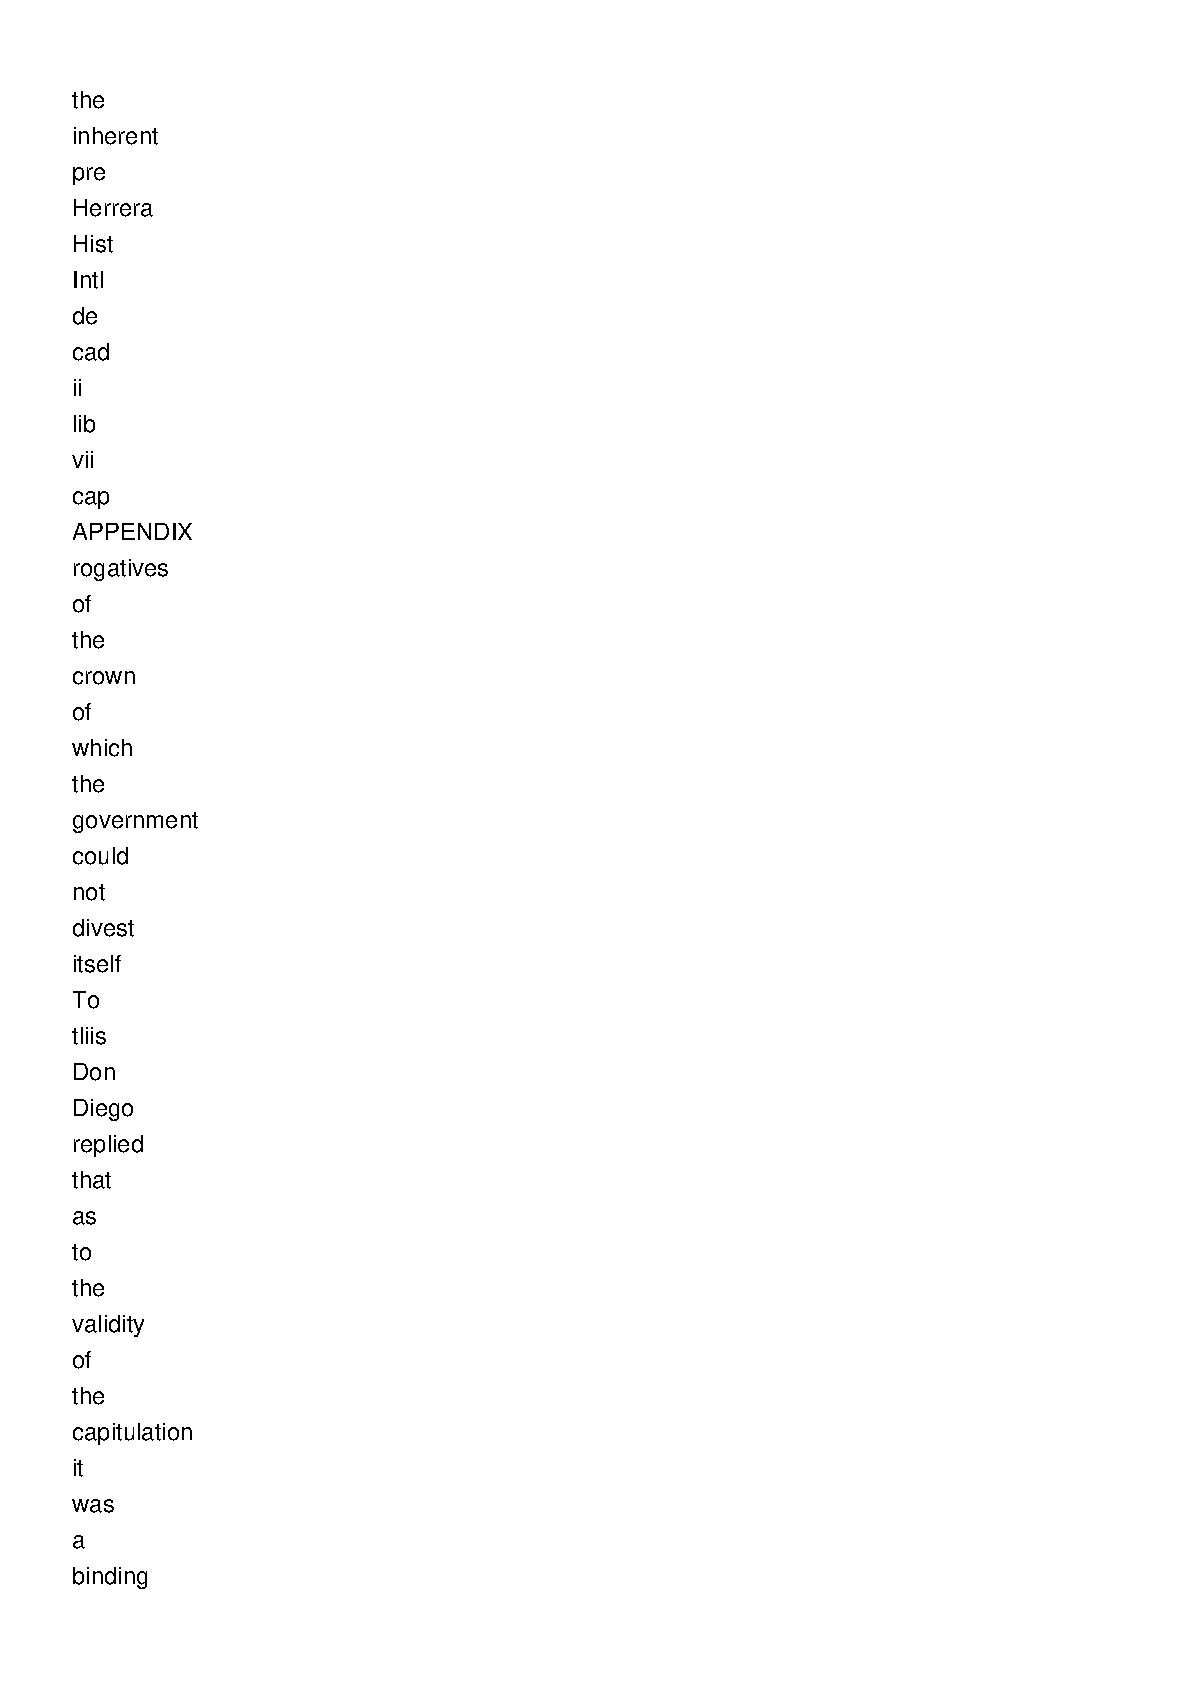 the
inherent
pre
Herrera
Hist
Intl
de
cad
ii
lib
vii
cap
APPENDIX
rogatives
of
the
crown
of
which
the
government
could
not
divest
itself
To
tliis
Don
Diego
replied
that
as
to
the
validity
of
the
capitulation
it
was
a
binding